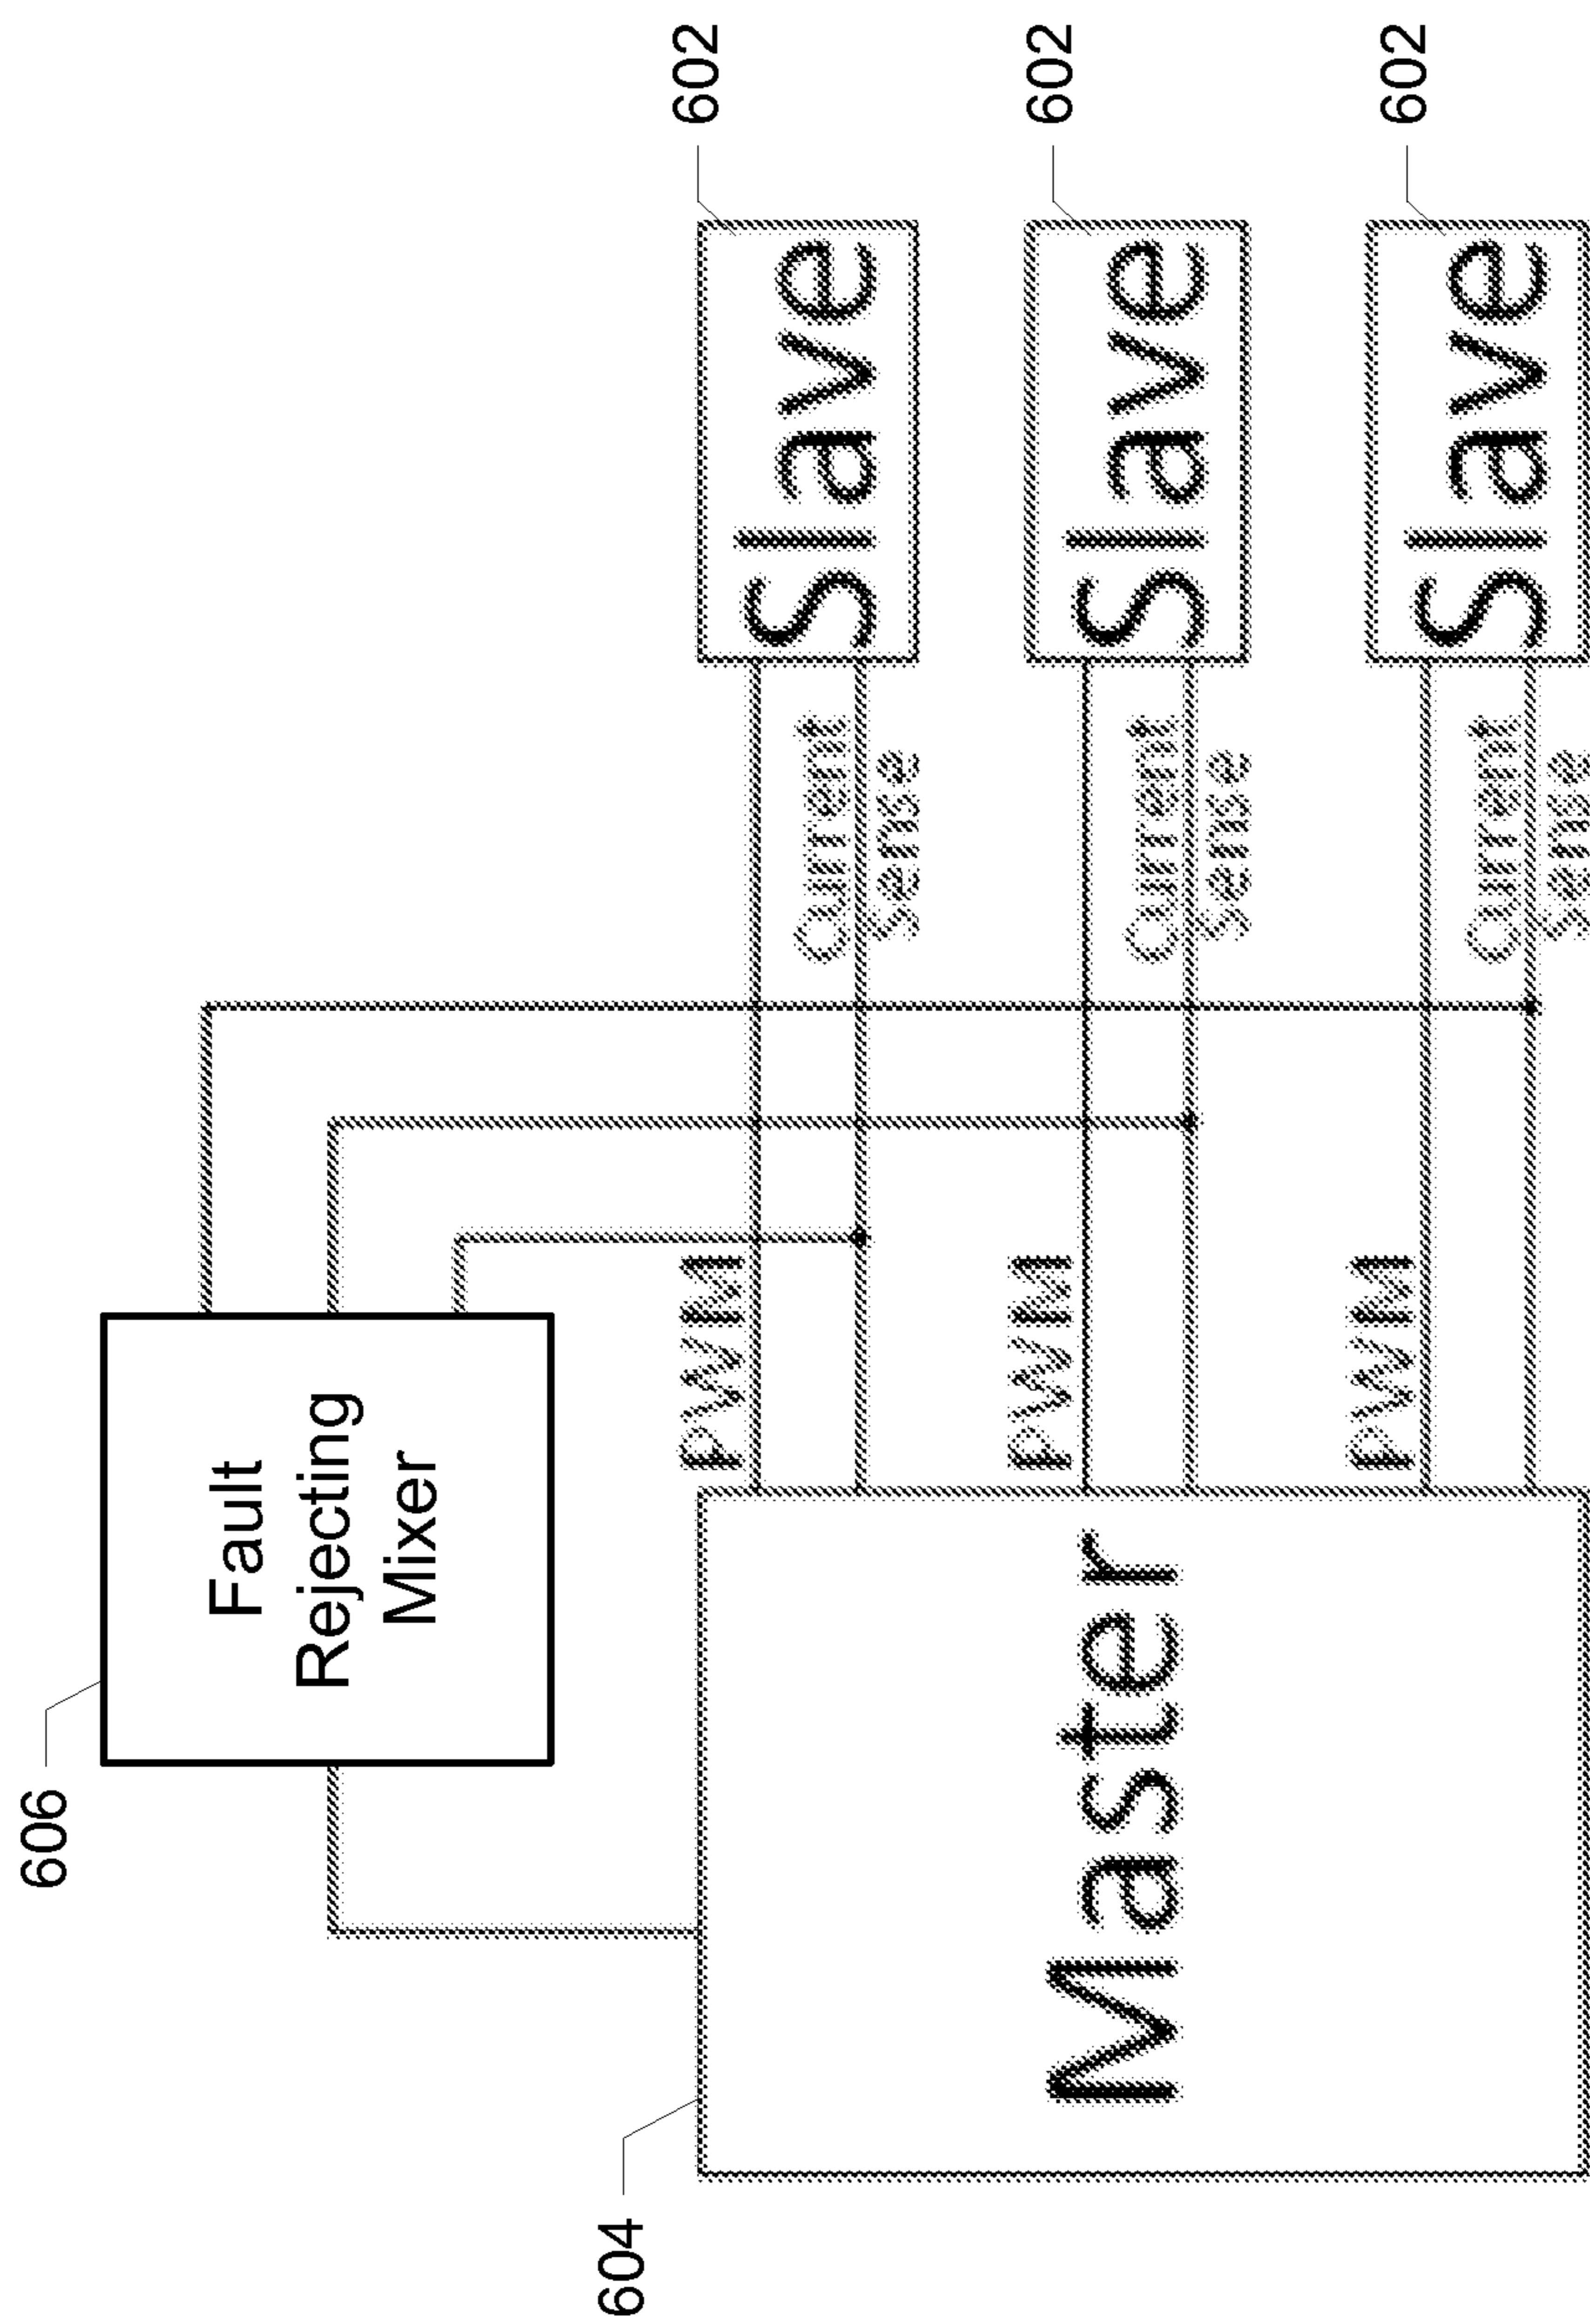 606
Fault
Rejecting
Mixer
604
Master
PWM
Current
Sense
Slave
602
PWM
Current
Sense
Slave
602
PWM
Current
Sense
Slave
602